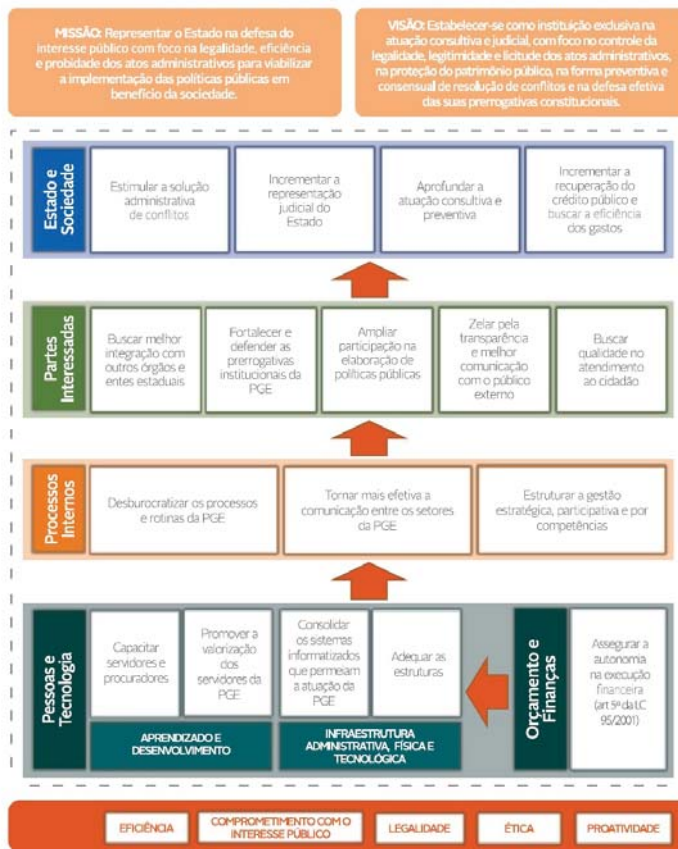 MISSÃO: Representar o Estado na defesa do
interesse público com foco na legalidade, eficiência
e probidade dos atos administrativos para viabilizar
a implementação das políticas públicas em
benefício da sociedade.
VISÃO: Estabelecer-se como instituição exclusiva na
atuação consultiva e judicial, com foco no controle da
legalidade, legitimidade e licitude dos atos administrativos,
na proteção do patrimônio público, na forma preventiva e
consensual de resolução de conflitos e na defesa efetiva
das suas prerrogativas constitucionais.
Estado e
Sociedade
Estimular a solução
administrativa
de conflitos
Incrementar a
representação
judicial do
Estado
Aprofundar a
atuação consultiva e
preventiva
Incrementar a
recuperação do
crédito público e
buscar a eficiência
dos gastos
Partes
Interessadas
Buscar melhor
integração com
outros órgãos e
entes estaduais
Fortalecer e
defender as
prerrogativas
institucionais da
PGE
Ampliar
participação na
elaboração de
políticas públicas
Zelar pela
transparência
e melhor
comunicação
com o público
externo
Buscar
qualidade no
atendimento
ao cidadão
Processos
Internos
Desburocratizar os processos
e rotinas da PGE
Tornar mais efetiva a
comunicação entre os setores
da PGE
Estruturar a gestão
estratégica, participativa e por
competências
Pessoas e
Tecnologia
Capacitar
servidores e
procuradores
Promover a
valorização
dos
servidores da
PGE
Consolidar
os sistemas
informatizados
que permeiam a
atuação da
PGE
Adequar as
estruturas
APRENDIZADO E
DESENVOLVIMENTO
INFRAESTRUTURA
ADMINISTRATIVA, FÍSICA E
TECNOLÓGICA
Orçamento e
Finanças
Assegurar a
autonomia
na execução
financeira
(art 5º da LC
95/2001)
EFICIÊNCIA
COMPROMETIMENTO COM O
INTERESSE PÚBLICO
LEGALIDADE
ÉTICA
PROATIVIDADE